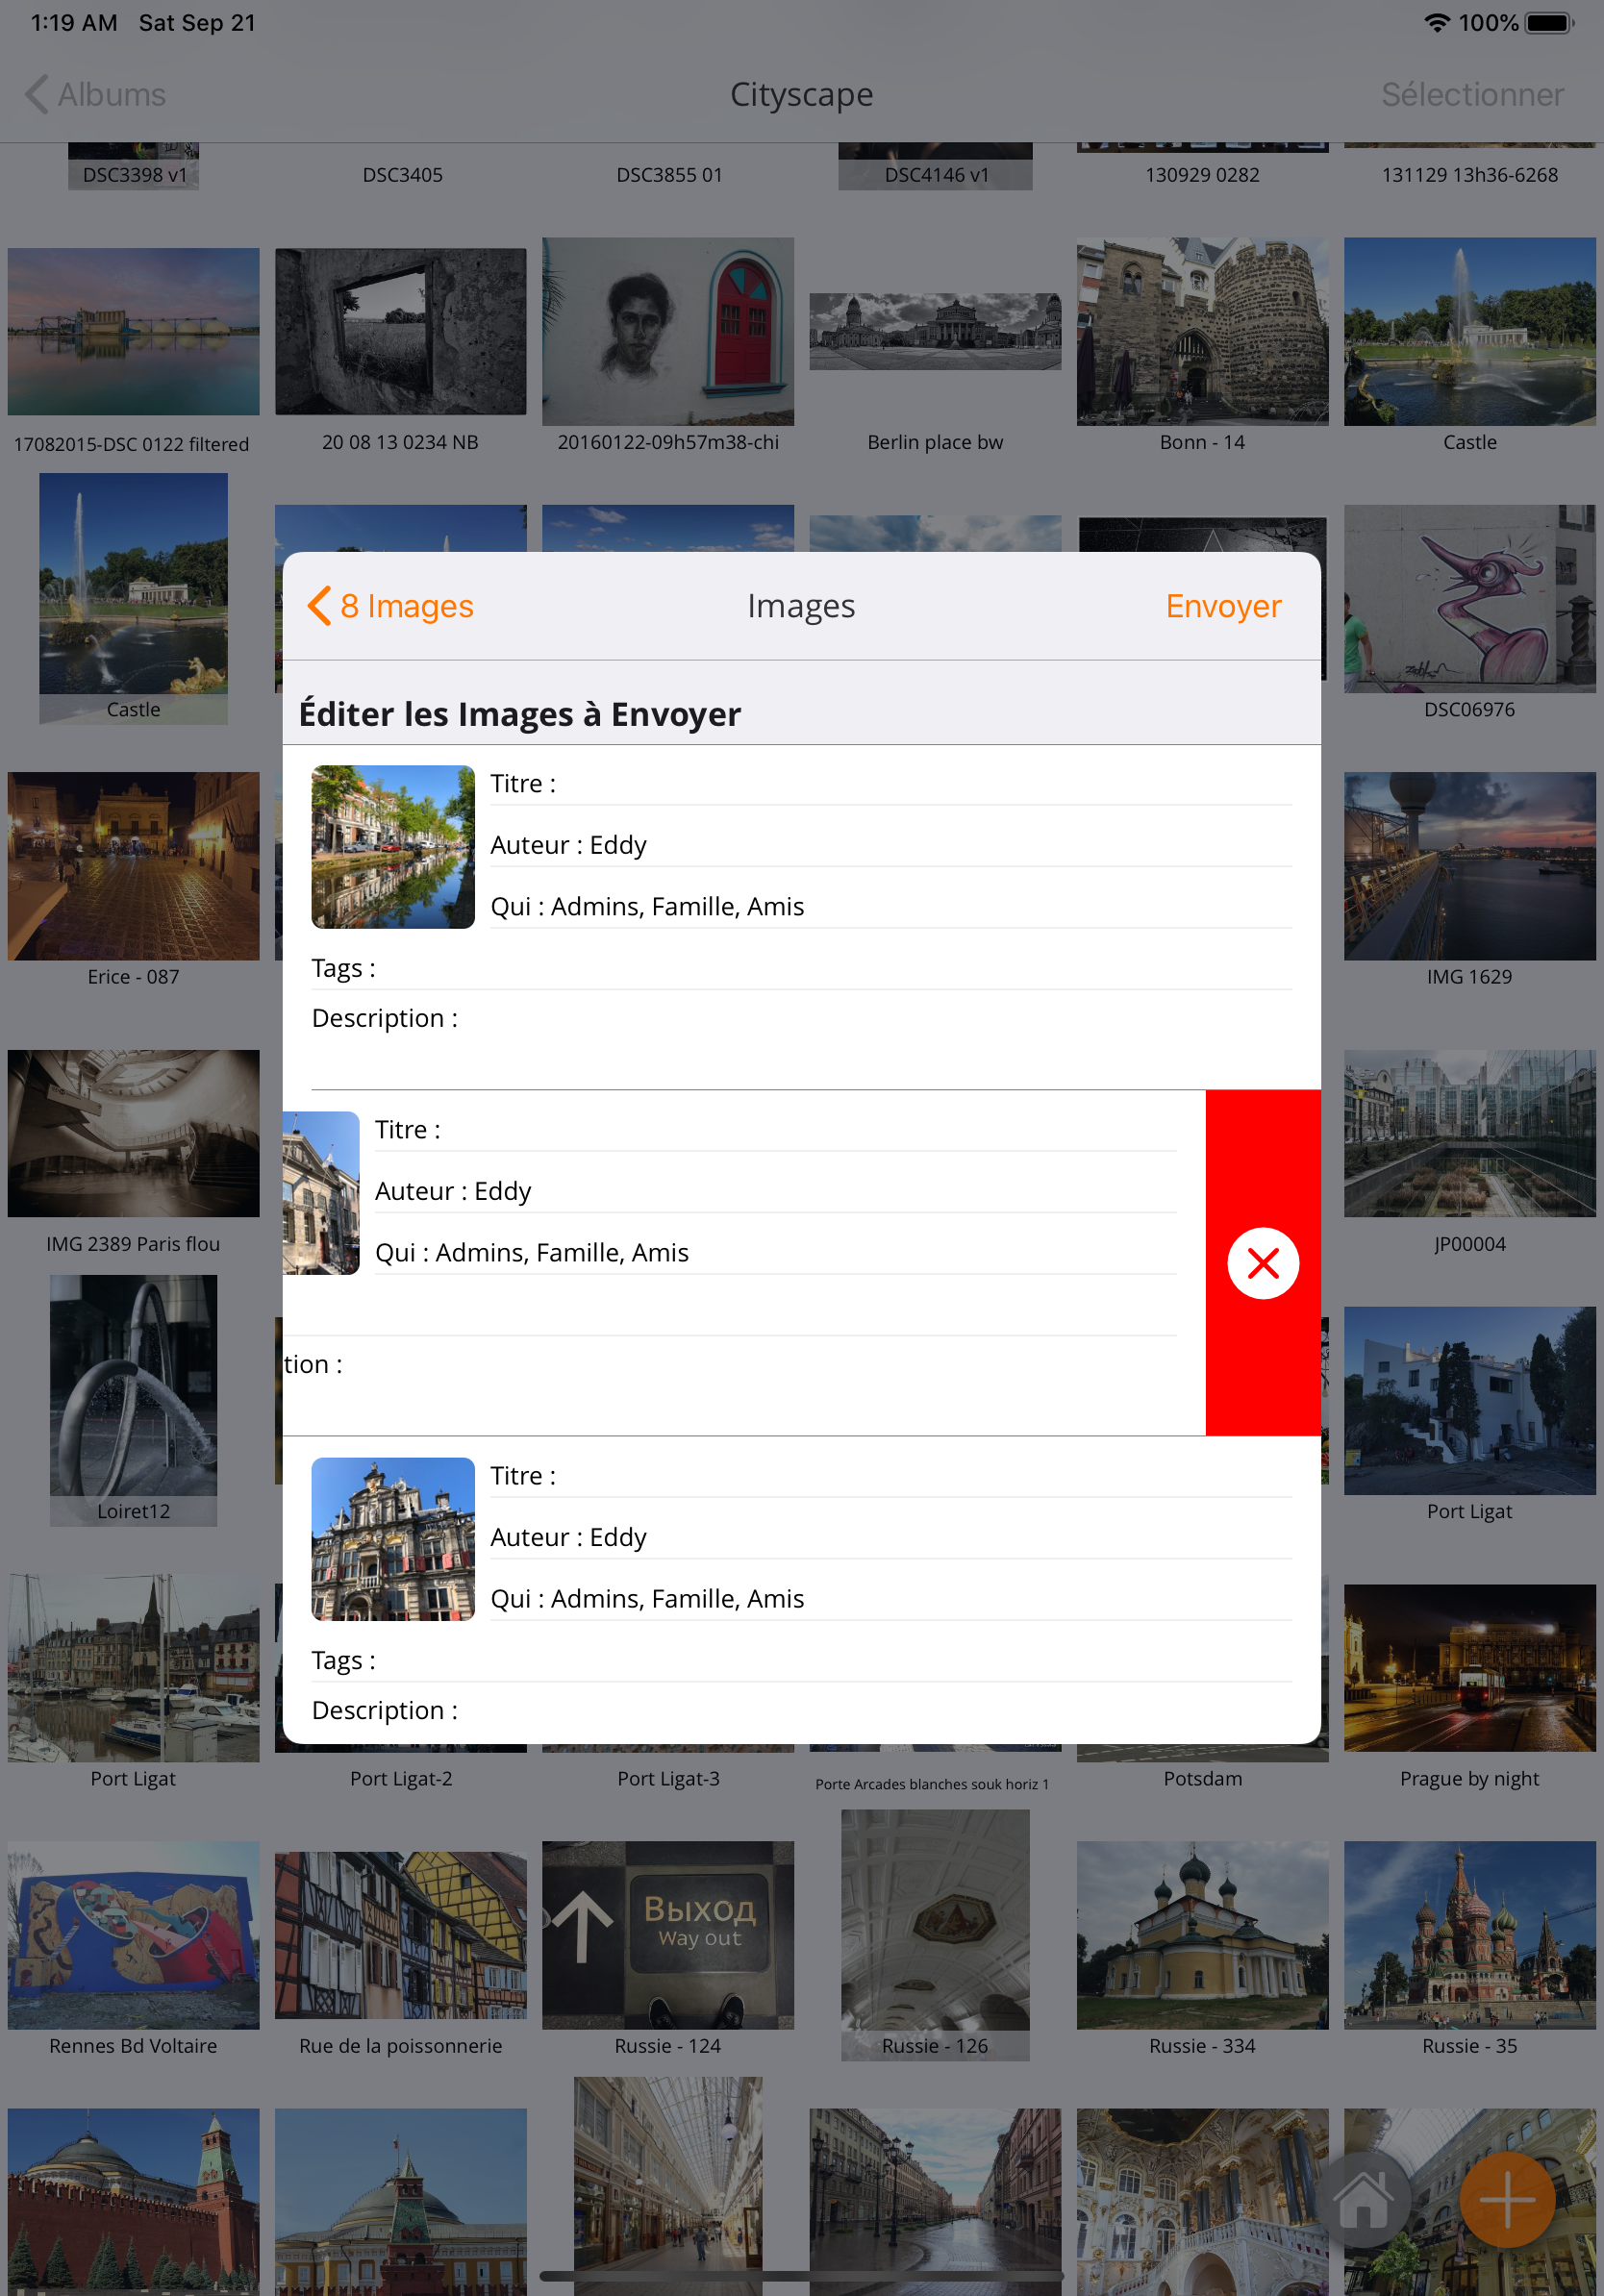 1:19 AM Sat Sep 21
100%
Albums
Cityscape
Sélectionner
DSC3398 v1
DSC3405
DSC3855 01
DSC4146 v1
130929 0282
131129 13h36-6268
17082015-DSC 0122 filtered
20 08 13 0234 NB
20160122-09h57m38-chi
Berlin place bw
Bonn - 14
Castle
Castle
DSC06976
8 Images
Images
Envoyer
Éditer les Images à Envoyer
Titre :
Auteur : Eddy
Qui : Admins, Famille, Amis
Tags :
Description :
Titre :
Auteur : Eddy
Qui : Admins, Famille, Amis
tion :
Titre :
Auteur : Eddy
Qui : Admins, Famille, Amis
Tags :
Description :
Erice - 087
IMG 1629
IMG 2389 Paris flou
JP00004
Loiret12
Port Ligat
Port Ligat
Port Ligat-2
Port Ligat-3
Porte Arcades blanches souk horiz 1
Potsdam
Prague by night
Выход
Way out
Rennes Bd Voltaire
Rue de la poissonnerie
Russie - 124
Russie - 126
Russie - 334
Russie - 35